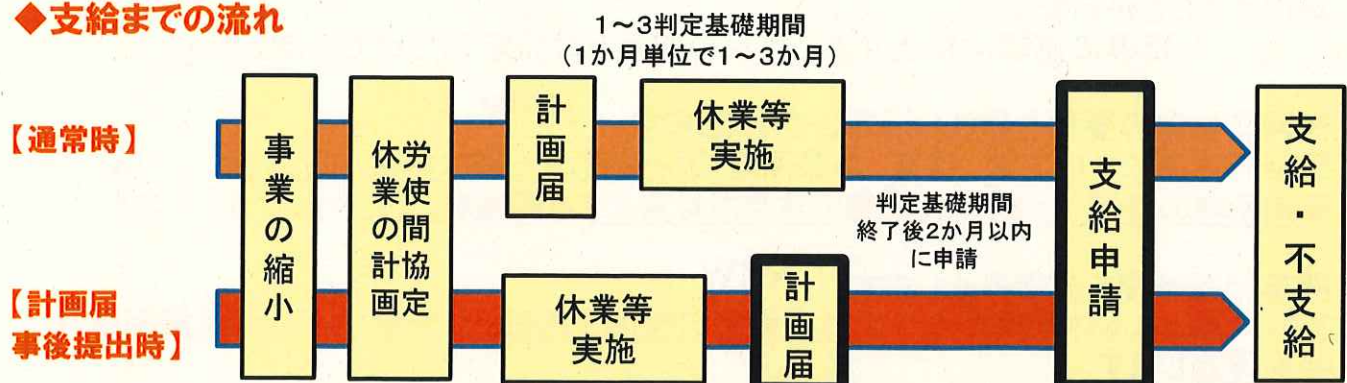 ◆支給までの流れ
1～3判定基礎期間
(1か月単位で1～3か月)
【通常時】
事業の縮小
労使間協定
休業の計画
計画届
休業等
実施
判定基礎期間
終了後2か月以内
に申請
支給申請
支給・不支給
【計画届
事後提出時】
休業等
実施
計画届